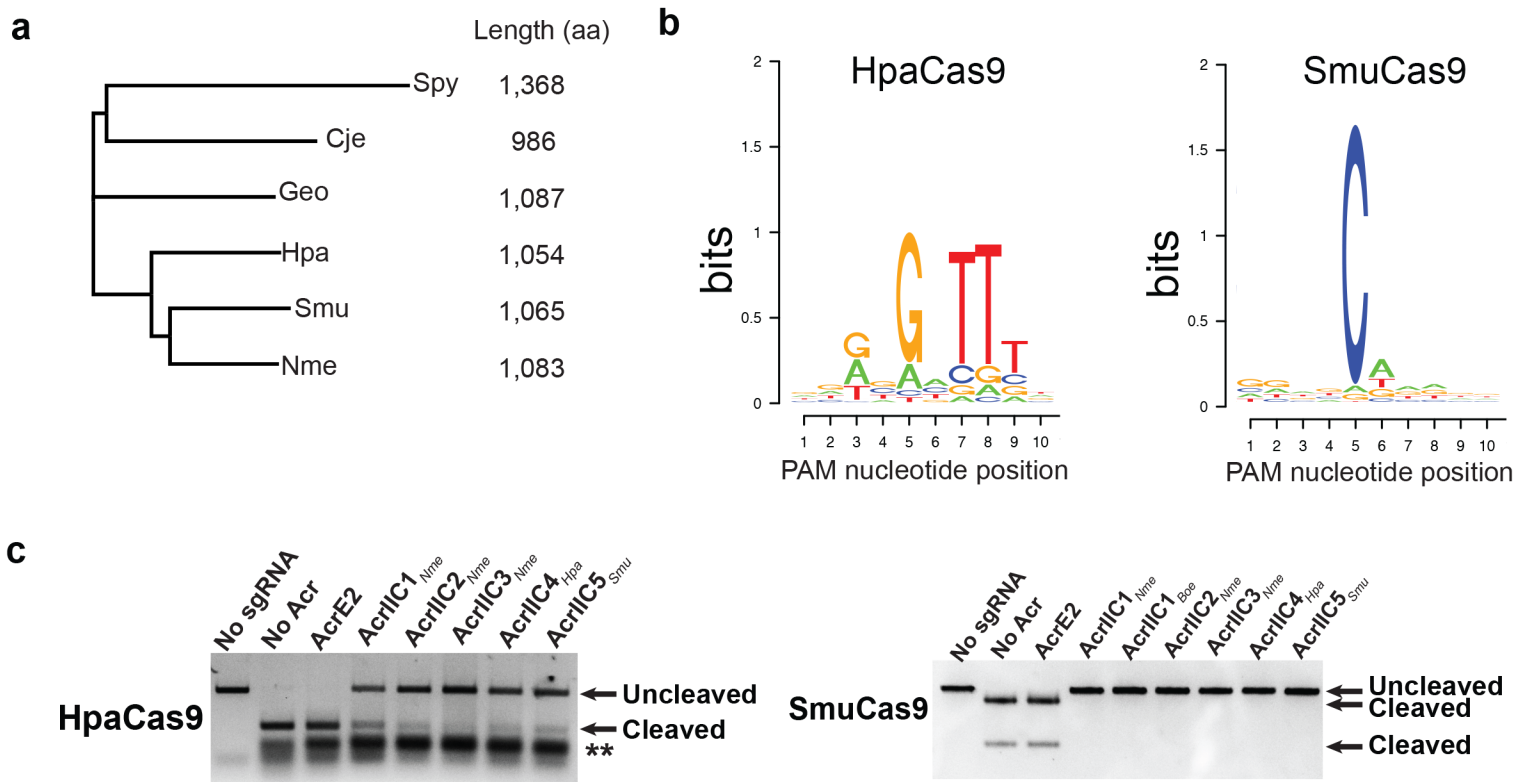 a
Length (aa)
Spy 1,368
Cje 986
Geo 1,087
Hpa 1,054
Smu 1,065
Nme 1,083
b
HpaCas9
bits
2
1.5
1
0.5
0
G A T
G A C T
A
T C G A
T G A C
T C G A
1 2 3 4 5 6 7 8 9 10
PAM nucleotide position
SmuCas9
bits
2
1.5
1
0.5
0
G G
C A G
A T G
A A
1 2 3 4 5 6 7 8 9 10
PAM nucleotide position
c
HpaCas9
No sgRNA
No Acr
AcrE2
AcrIIC1Nme
AcrIIC2Nme
AcrIIC3Nme
AcrIIC4Hpa
AcrIIC5Smu
Uncleaved
Cleaved
**
SmuCas9
No sgRNA
No Acr
AcrE2
AcrIIC1Nme
AcrIIC1Boe
AcrIIC2Nme
AcrIIC3Nme
AcrIIC4Hpa
AcrIIC5Smu
Uncleaved
Cleaved
Cleaved